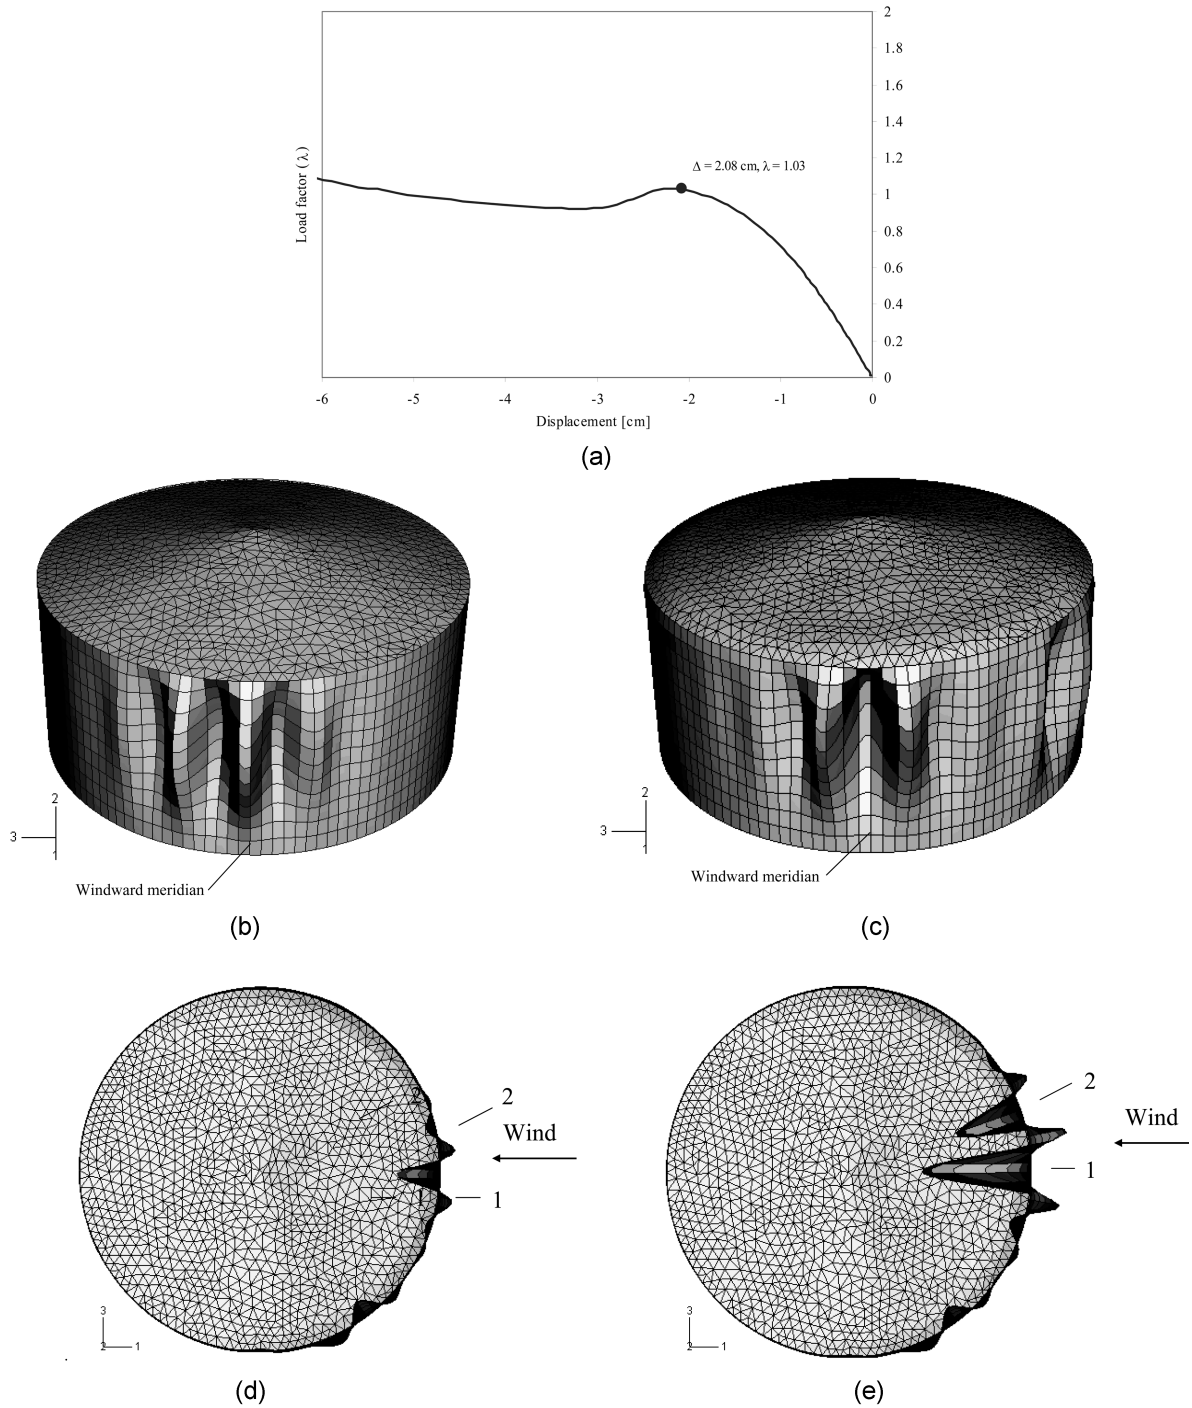 2
1.8
1.6
1.4
1.2
1
0.8
0.6
0.4
0.2
0
Load factor (λ)
Δ = 2.08 cm, λ = 1.03
-6 -5 -4 -3 -2 -1 0
Displacement [cm]
(a)
2
3
1
Windward meridian
(b)
2
3
1
Windward meridian
(c)
2
2
Wind
1
1
3
2 1
(d)
2
Wind
1
3
2 1
(e)